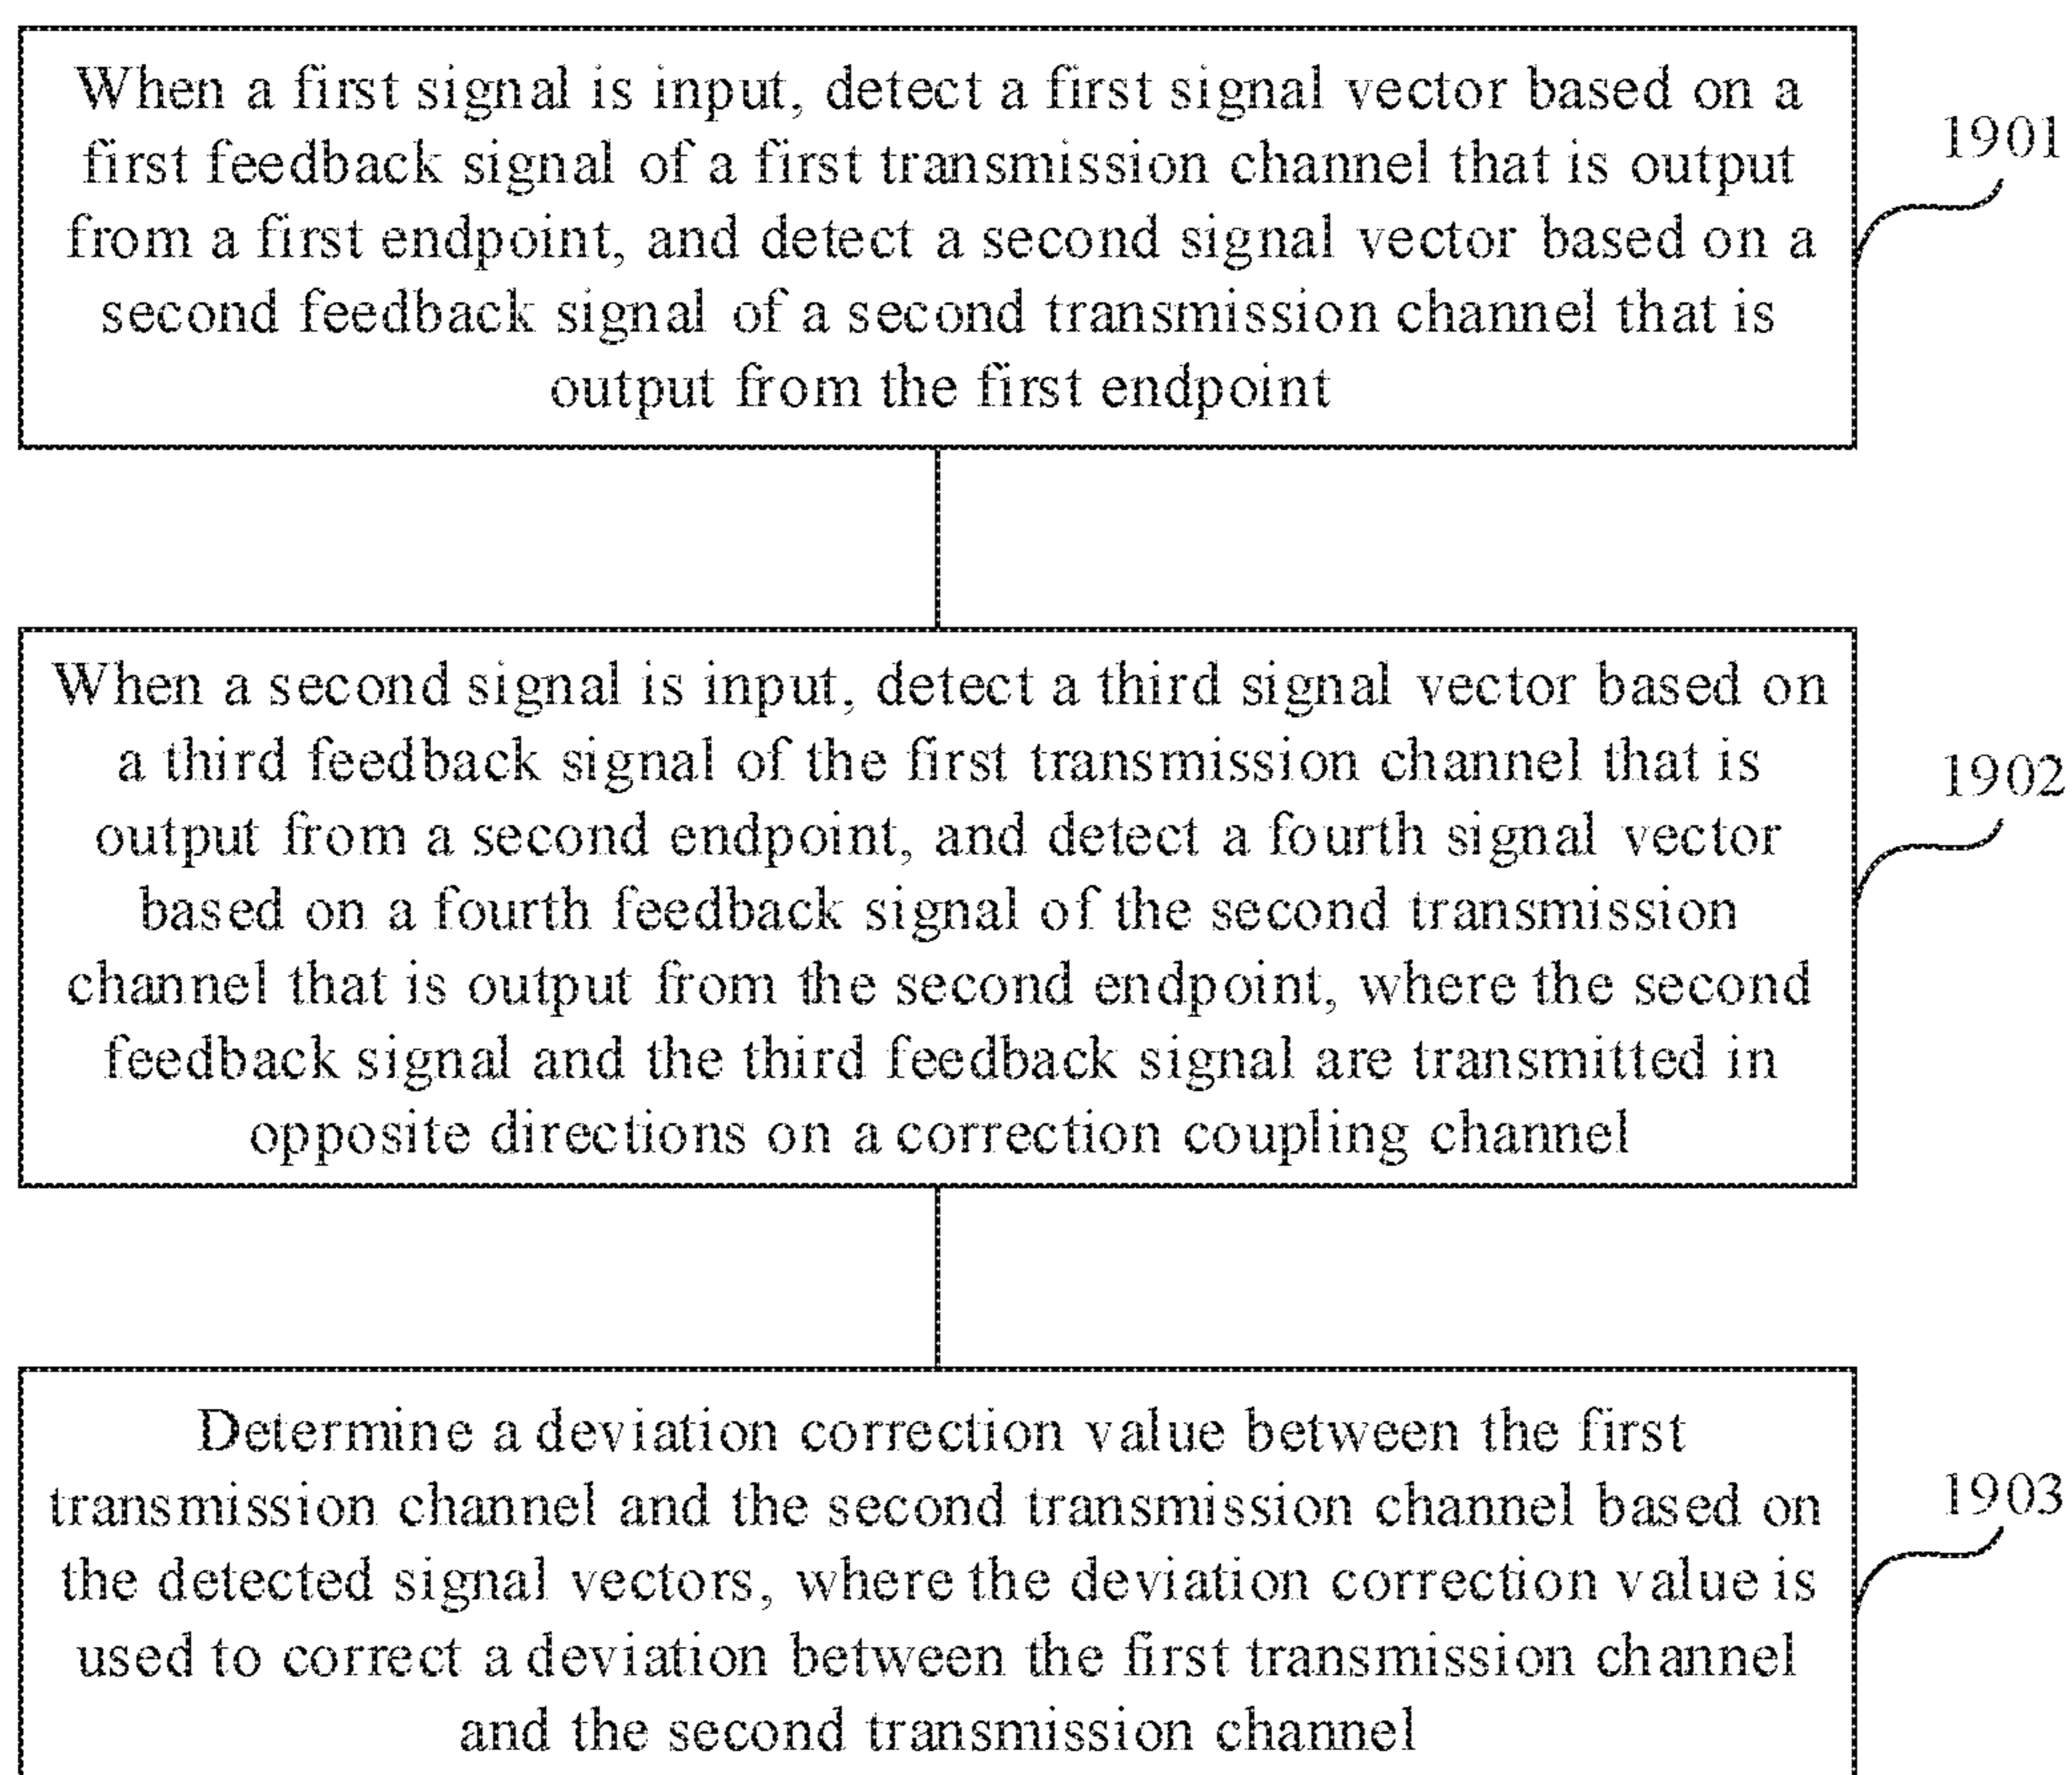 When a first signal is input, detect a first signal vector based on a
first feedback signal of a first transmission channel that is output
from a first endpoint, and detect a second signal vector based on a
second feedback signal of a second transmission channel that is
output from the first endpoint
1901
When a second signal is input, detect a third signal vector based on
a third feedback signal of the first transmission channel that is
output from a second endpoint, and detect a fourth signal vector
based on a fourth feedback signal of the second transmission
channel that is output from the second endpoint, where the second
feedback signal and the third feedback signal are transmitted in
opposite directions on a correction coupling channel
1902
Determine a deviation correction value between the first
transmission channel and the second transmission channel based on
the detected signal vectors, where the deviation correction value is
used to correct a deviation between the first transmission channel
and the second transmission channel
1903